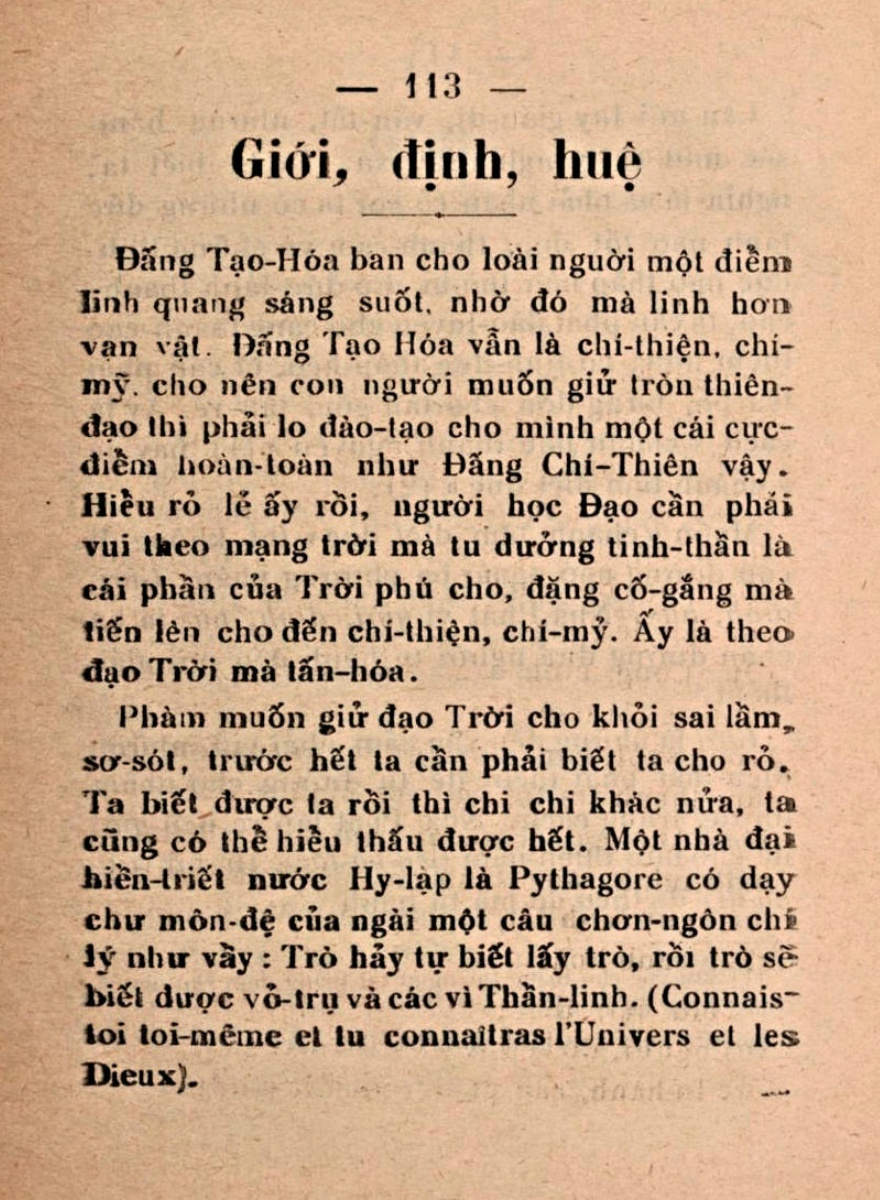 — 113 —
Giới, định, huệ
Đấng Tạo-Hóa ban cho loài nguời một điểm
linh quang sáng suốt, nhờ đó mà linh hơn
vạn vật. Đấng Tạo Hóa vẫn là chí-thiện, chí-
mỹ. cho nên con người muốn giử tròn thiên-
đạo thì phải lo đào-tạo cho mình một cái cực-
điểm hoàn-toàn như Đấng Chí-Thiên vậy.
Hiểu rỏ lẻ ấy rồi, người học Đạo cần phải
vui theo mạng trời mà tu dưởng tinh-thần là
cái phần của Trời phú cho, đặng cố-gắng mà
tiến lên cho đến chí-thiện, chí-mỷ. Ấy là theo
đạo Trời mà tấn-hóa.
Phàm muốn giử đạo Trời cho khỏi sai lầm,
sơ-sót, trước hết ta cần phải biết ta cho rỏ.
Ta biết được ta rồi thì chi chi khác nửa, ta
cũng có thể hiểu thấu được hết. Một nhà đại
hiền-triết nước Hy-lạp là Pythagore có dạy
chư môn-đệ của ngài một câu chơn-ngôn chí
lý như vầy : Trò hảy tự biết lấy trò, rồi trò sẽ
biết được vỏ-trụ và các vì Thần-linh. (Connais-
toi toi-même et tu connaîtras l'Univers et les
Dieux).